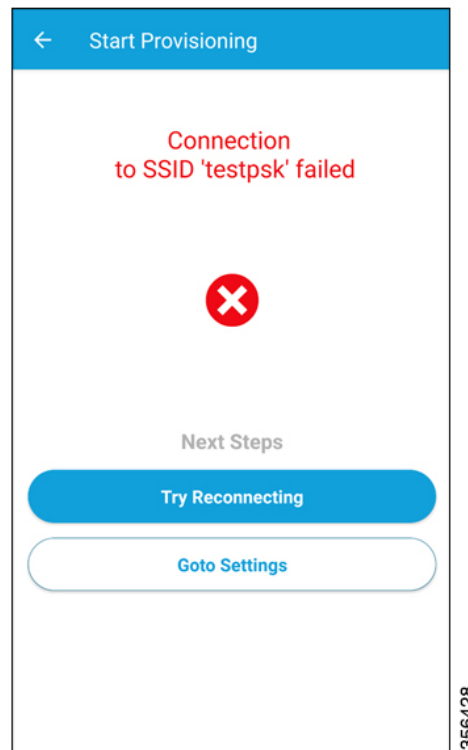 Start Provisioning
Connection
to SSID 'testpsk' failed
Next Steps
Try Reconnecting
Goto Settings
356428